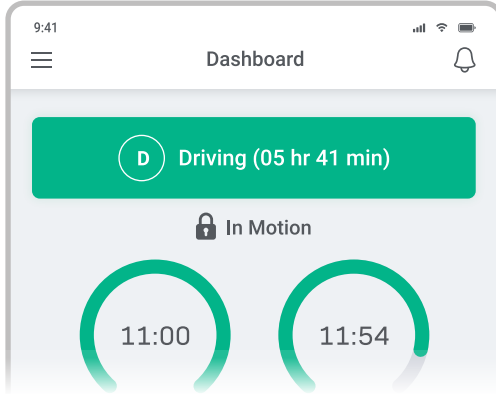 9:41
Dashboard
D Driving (05 hr 41 min)
In Motion
11:00 11:54